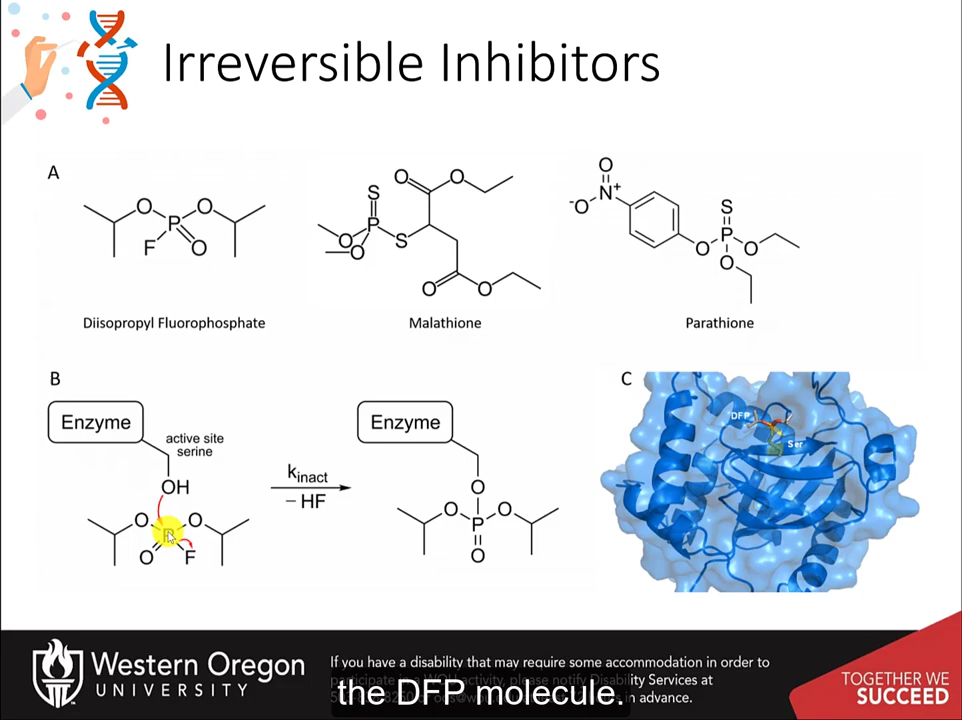 Irreversible Inhibitors
A
O
O
P
F
O
Diisopropyl Fluorophosphate
S
P
O
O
S
O
O
O
O
Malathione
O
N+
-O
S
O
P
O
O
Parathione
B
Enzyme
active site
serine
OH
O
O
O
F
kinact
– HF
Enzyme
O
O
P
O
O
C
DFP
Ser
Western Oregon
UNIVERSITY
If you have a disability that may require some accommodation in order to
participate in a WOU activity, please notify Disability Services at
in advance.
the DFP molecule.
TOGETHER WE
SUCCEED